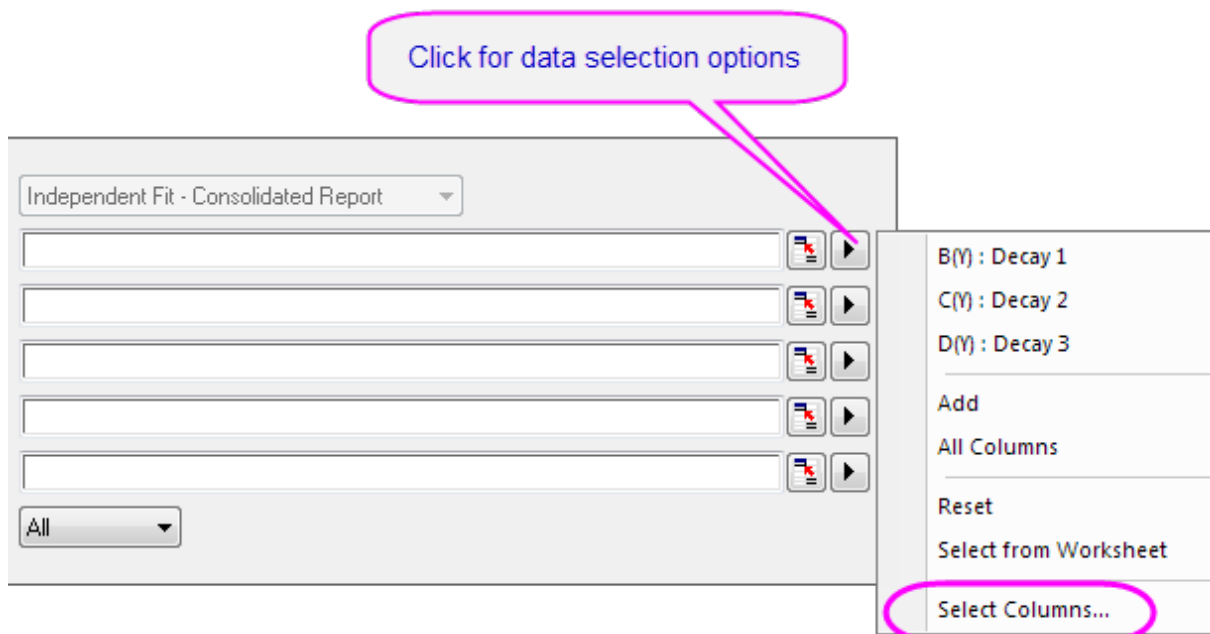 Click for data selection options
Independent Fit - Consolidated Report
B(Y) : Decay 1
C(Y) : Decay 2
D(Y) : Decay 3
Add
All Columns
Reset
Select from Worksheet
All
Select Columns...